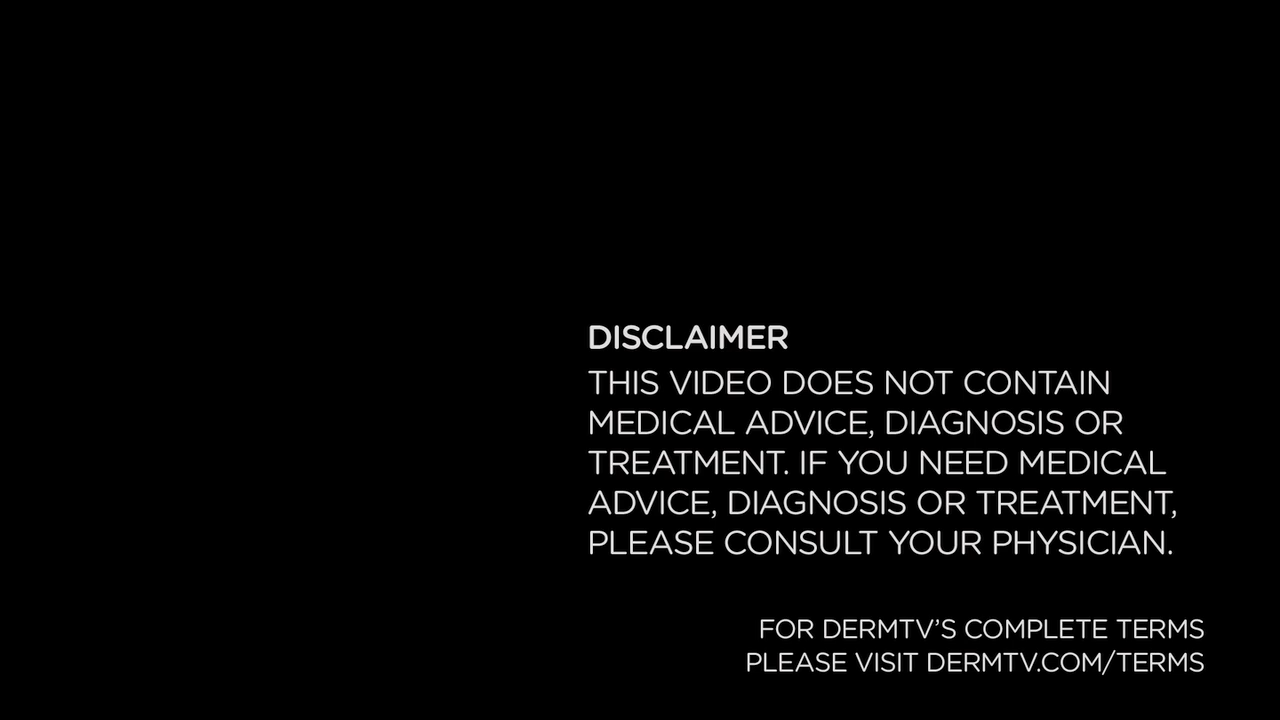 DISCLAIMER
THIS VIDEO DOES NOT CONTAIN
MEDICAL ADVICE, DIAGNOSIS OR
TREATMENT. IF YOU NEED MEDICAL
ADVICE, DIAGNOSIS OR TREATMENT,
PLEASE CONSULT YOUR PHYSICIAN.
FOR DERMTV’S COMPLETE TERMS
PLEASE VISIT DERMTV.COM/TERMS